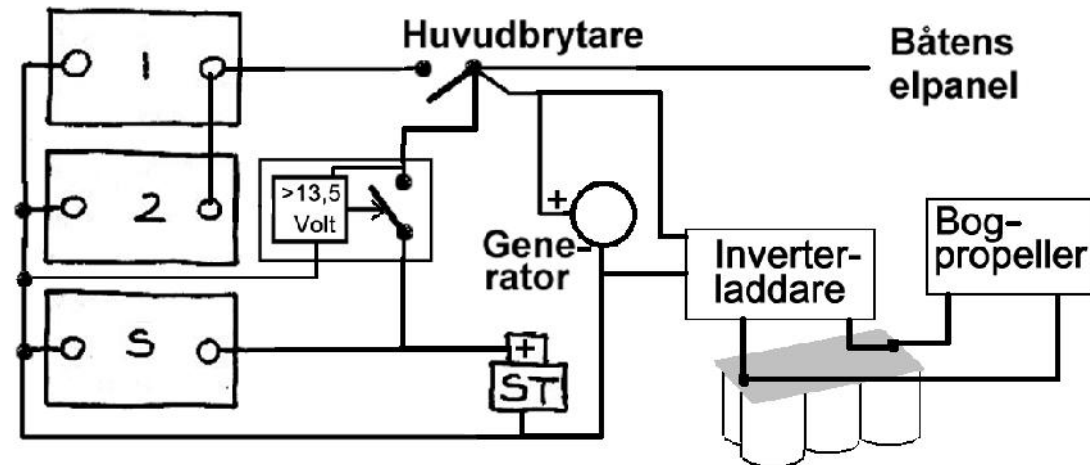 1
Huvudbrytare
Båtens
elpanel
2
>13,5
Volt
+
-
Gene-
rator
Inverter-
laddare
Bog-
propeller
S
+
ST